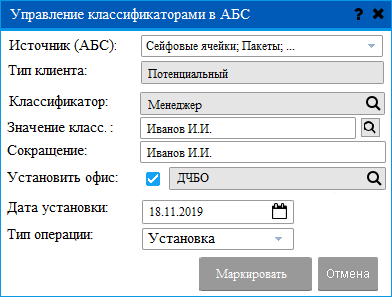 Управление классификаторами в АБС ? ×
Источник (АБС): Сейфовые ячейки; Пакеты; ...
Тип клиента: Потенциальный
Классификатор: Менеджер
Значение класс. : Иванов И.И.
Сокращение: Иванов И.И.
Установить офис: ДЧБО
Дата установки: 18.11.2019
Тип операции: Установка
Маркировать Отмена